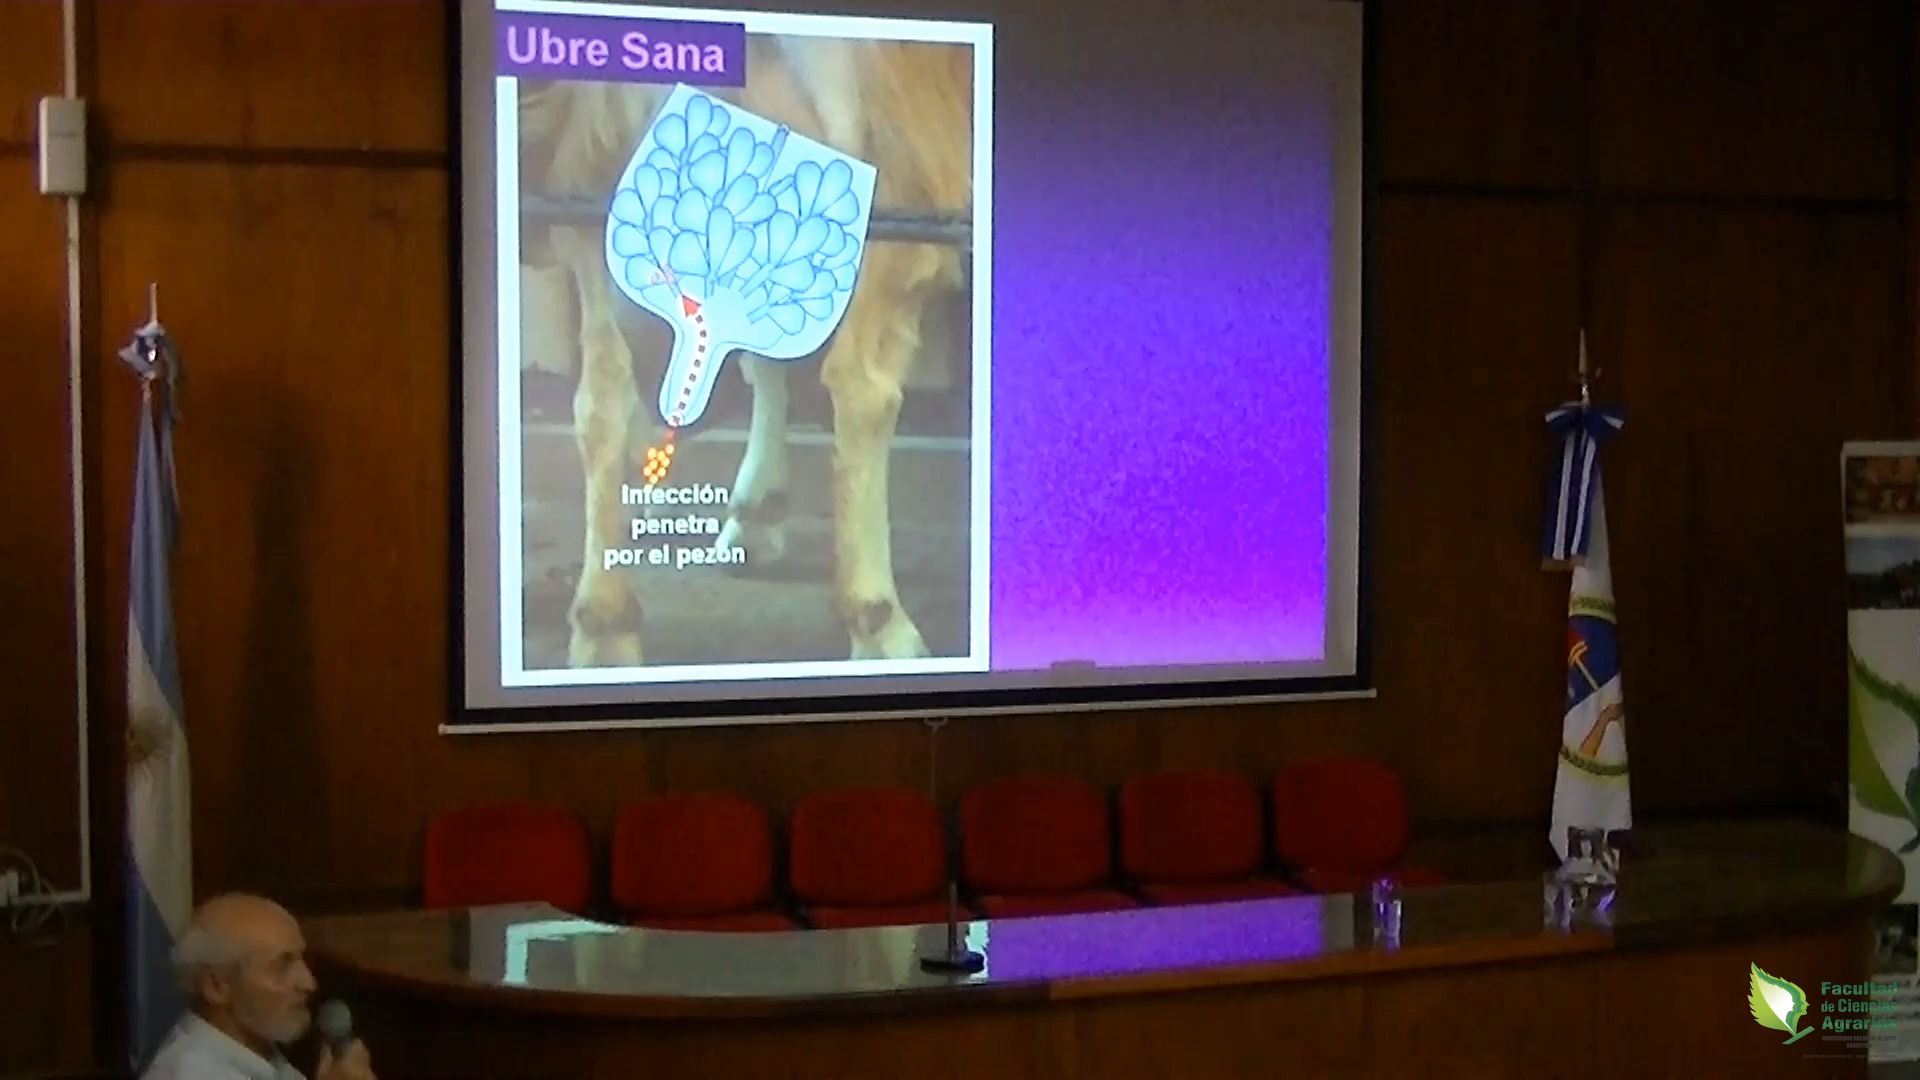 Ubre Sana
Infección
penetra
por el pezón
Facultad
de Ciencias
Agrarias